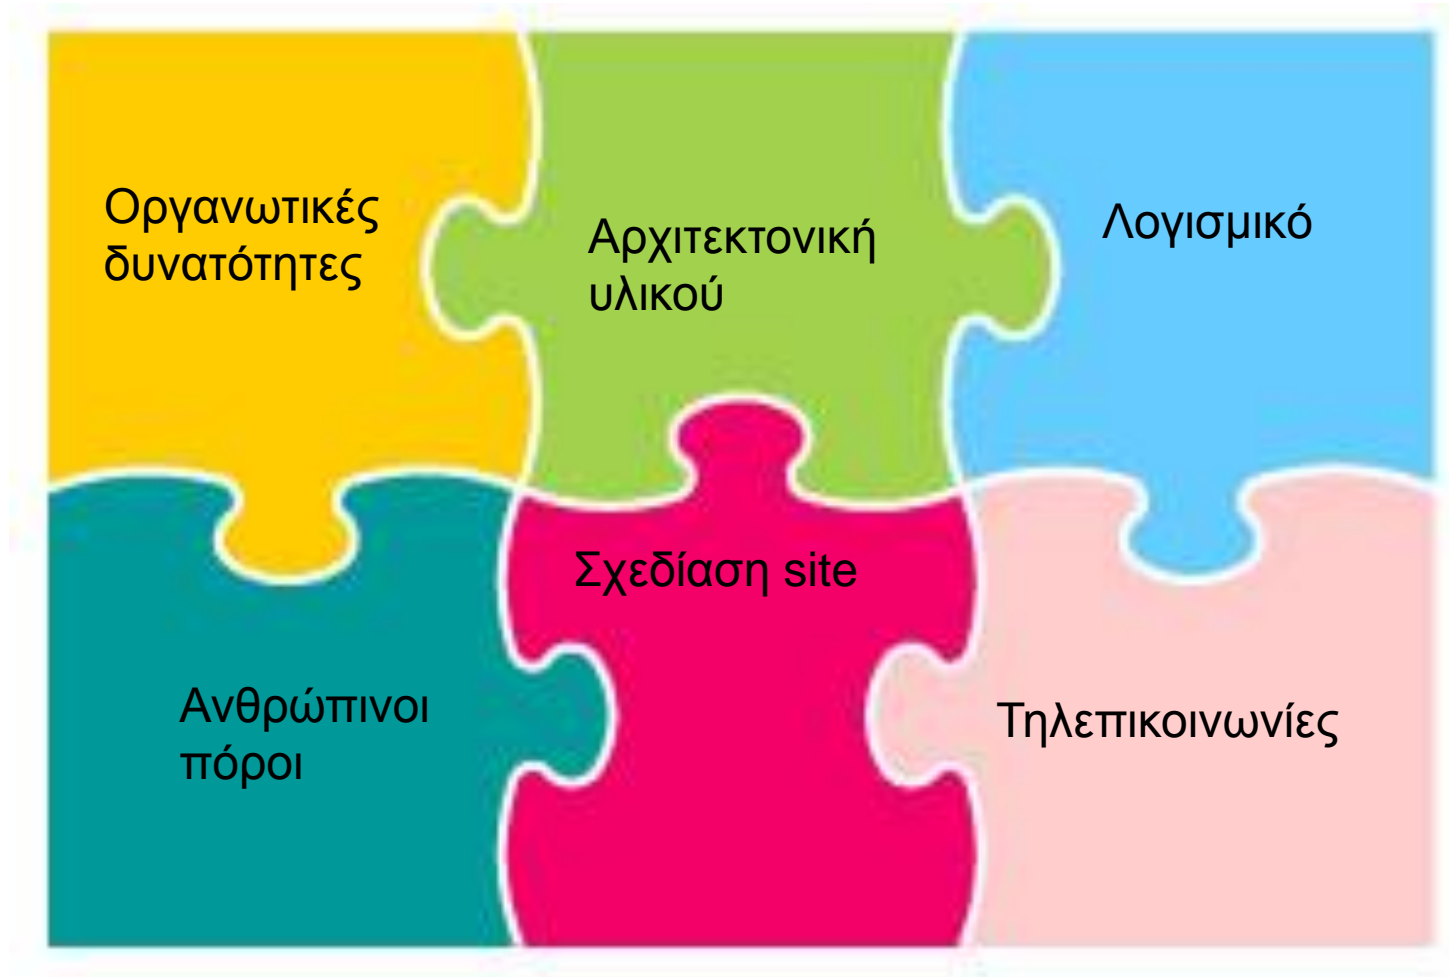 Οργανωτικές
δυνατότητες
Αρχιτεκτονική
υλικού
Λογισμικό
Σχεδίαση site
Ανθρώπινοι
πόροι
Τηλεπικοινωνίες